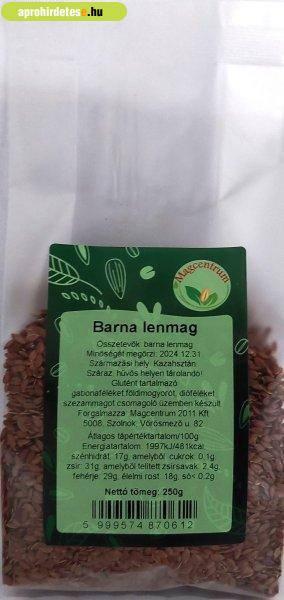 aprohirdetese.hu
Magcentrum
Barna lenmag
Összetevők: barna lenmag
Minőségét megőrzi: 2024.12.31.
Származási hely: Kazahsztán
Száraz, hűvös helyen tárolandó!
Glutént tartalmazó
gabonaféléket,földimogyorót, dióféléket
szezámmagot csomagoló üzemben készült!
Forgalmazza: Magcentrum 2011 Kft
5008. Szolnok, Vörösmező u. 82
Átlagos tápértéktartalom/100g
Energiatartalom: 1997kJ/481kcal,
szénhidrát: 17g, amelyből cukrok: 0,1g.
zsír: 31g, amelyből telített zsírsavak: 2,4g,
fehérje: 29g, élelmi rost: 18g, só< 0,2g
Nettó tömeg: 250g
5 999574 870612